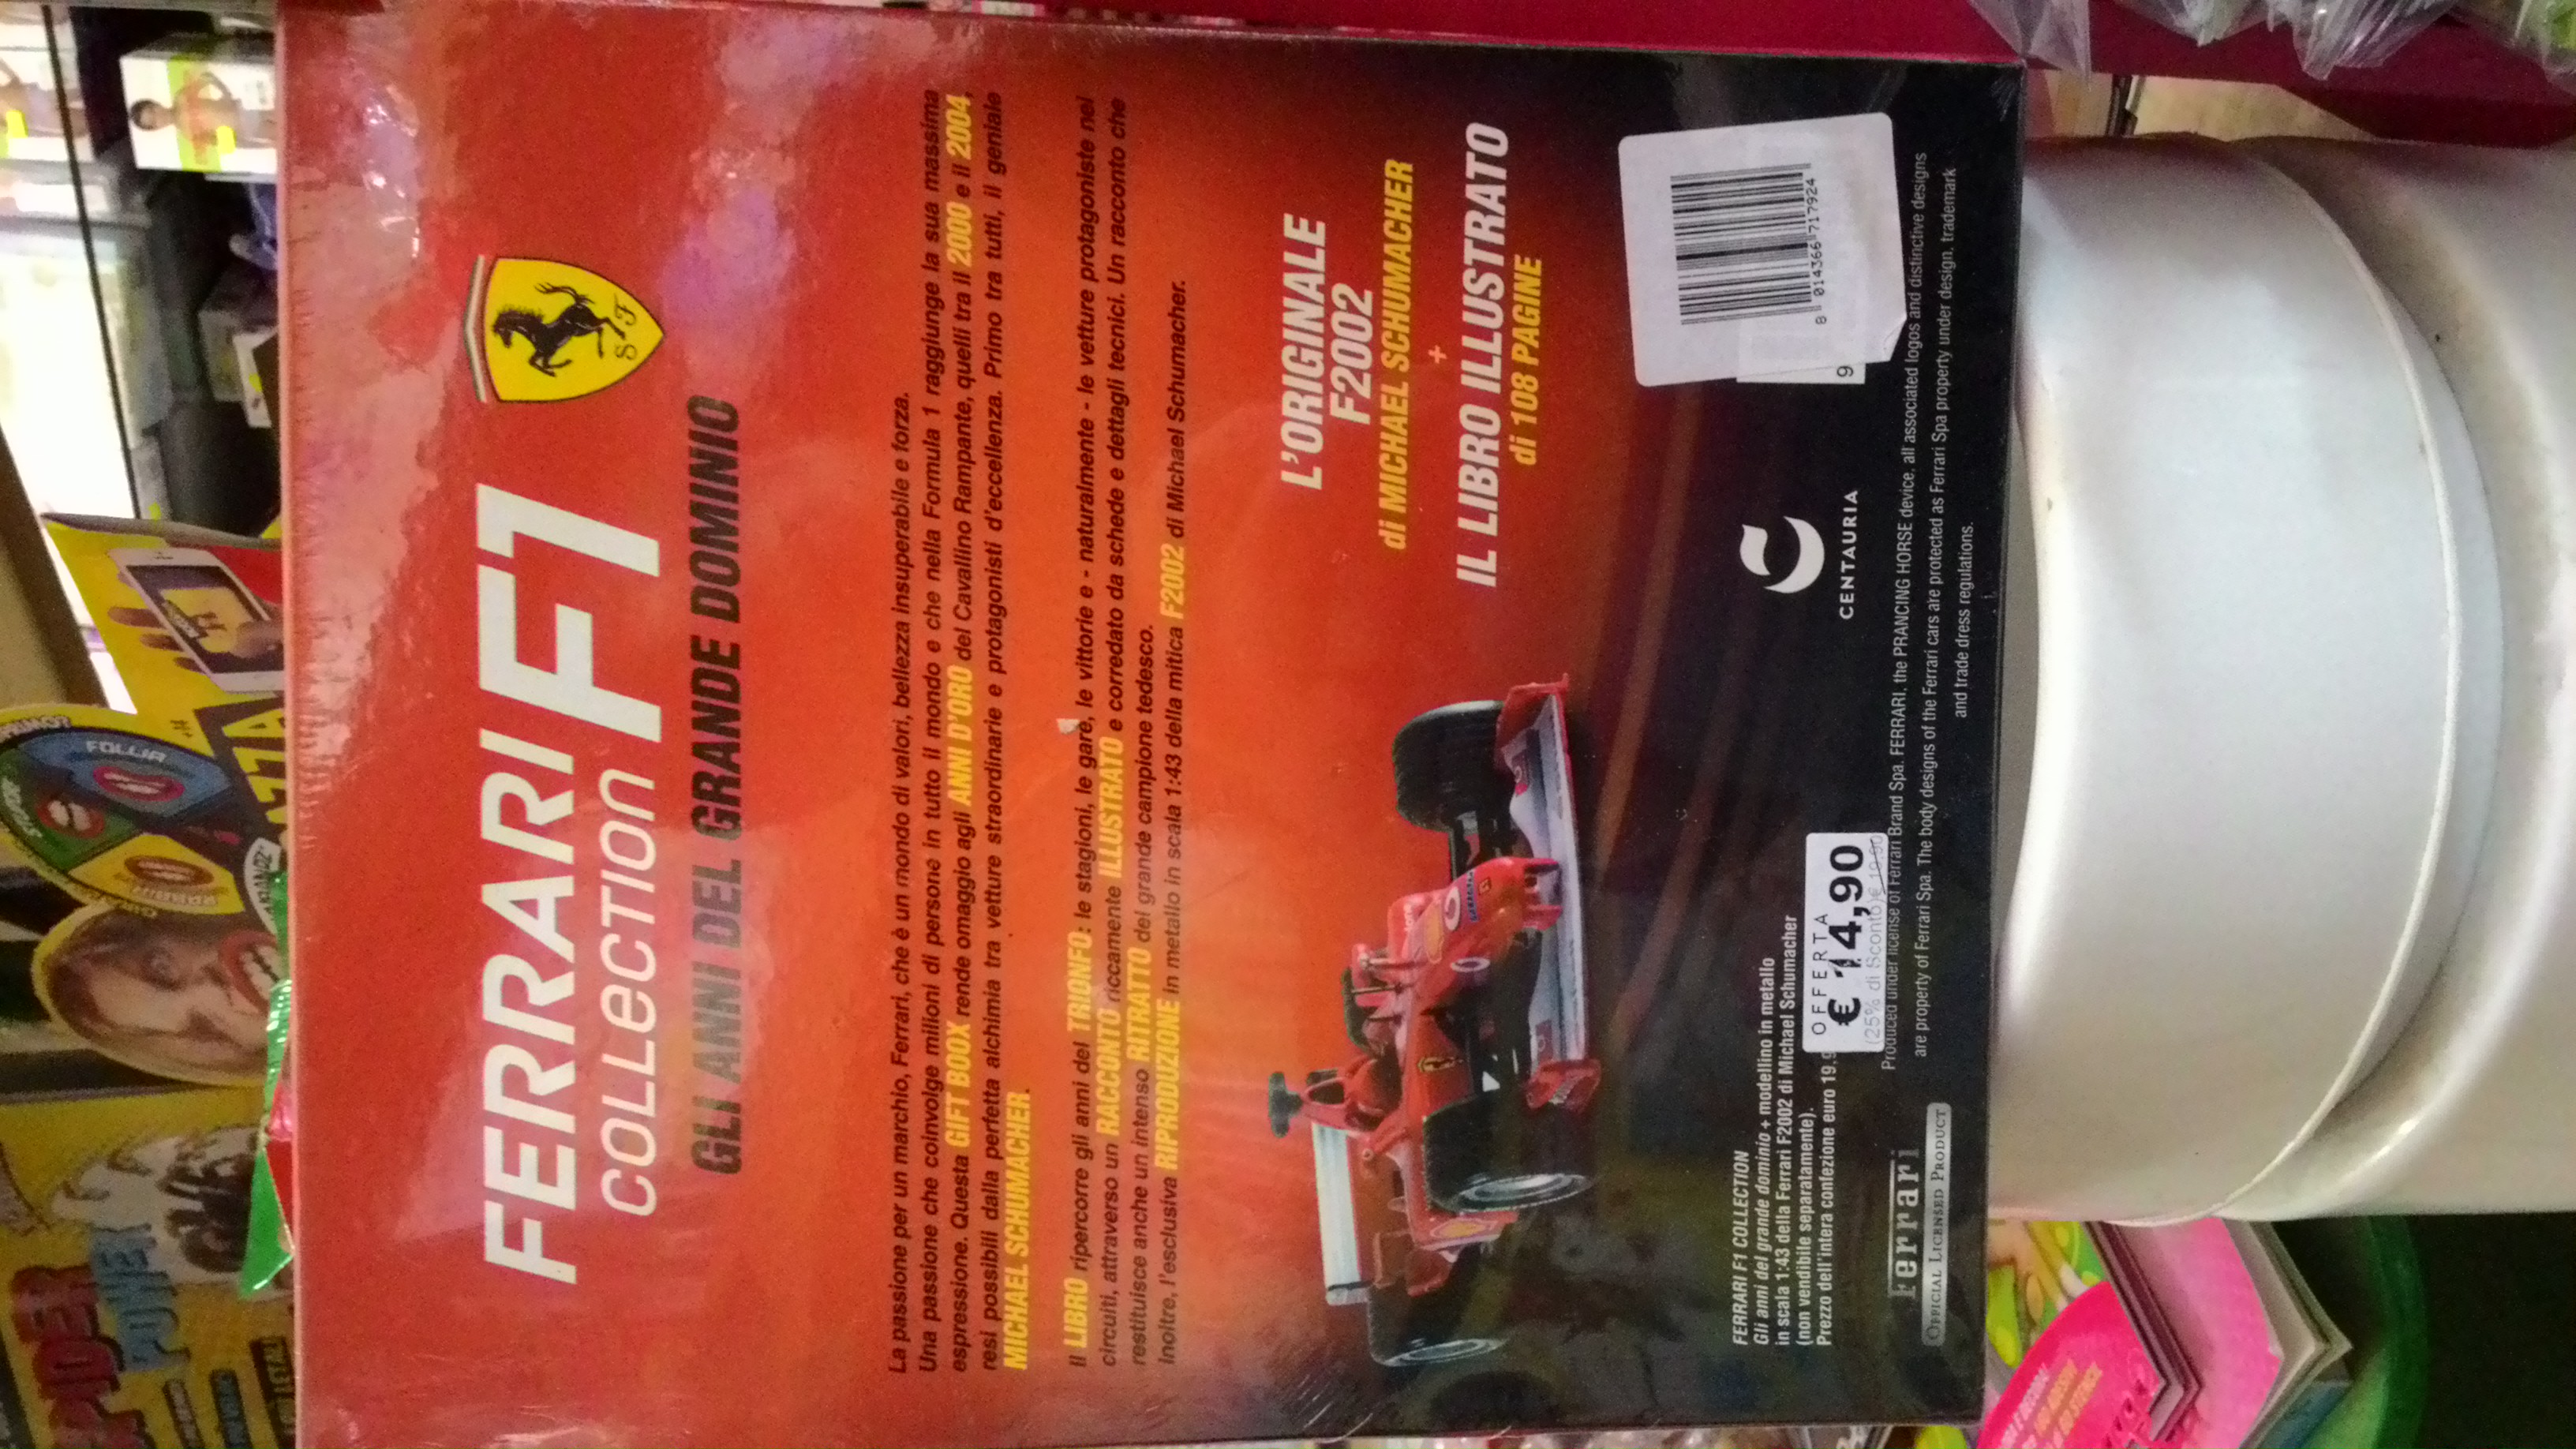 FERRARI F1
collection
GLI ANNI DEL GRANDE DOMINIO
S F
La passione per un marchio, Ferrari, che è un mondo di valori, bellezza insuperabile e forza.
Una passione che coinvolge milioni di persone in tutto il mondo e che nella Formula 1 raggiunge la sua massima
espressione. Questa GIFT BOOX rende omaggio agli ANNI D'ORO del Cavallino Rampante, quelli tra il 2000 e il 2004,
resi possibili dalla perfetta alchimia tra vetture straordinarie e protagonisti d'eccellenza. Primo tra tutti, il geniale
MICHAEL SCHUMACHER.
Il LIBRO ripercorre gli anni del TRIONFO: le stagioni, le gare, le vittorie e - naturalmente - le vetture protagoniste nei
circuiti, attraverso un RACCONTO riccamente ILLUSTRATO e corredato da schede e dettagli tecnici. Un racconto che
restituisce anche un intenso RITRATTO del grande campione tedesco.
Inoltre, l'esclusiva RIPRODUZIONE in metallo in scala 1:43 della mitica F2002 di Michael Schumacher.
L'ORIGINALE
F2002
di MICHAEL SCHUMACHER
+
IL LIBRO ILLUSTRATO
di 108 PAGINE
FERRARI F1 COLLECTION
Gli anni del grande dominio + modellino in metallo
in scala 1:43 della Ferrari F2002 di Michael Schumacher
(non vendibile separatamente).
Prezzo dell'intera confezione euro 19,9
OFFERTA
€ 14,90
(25% di Sconto) € 19.90
CENTAURIA
8 014366 717924
9
Ferrari
OFFICIAL LICENSED PRODUCT
Produced under license of Ferrari Brand Spa. FERRARI, the PRANCING HORSE device, all associated logos and distinctive designs
are property of Ferrari Spa. The body designs of the Ferrari cars are protected as Ferrari Spa property under design, trademark
and trade dress regulations.
FOLLIA